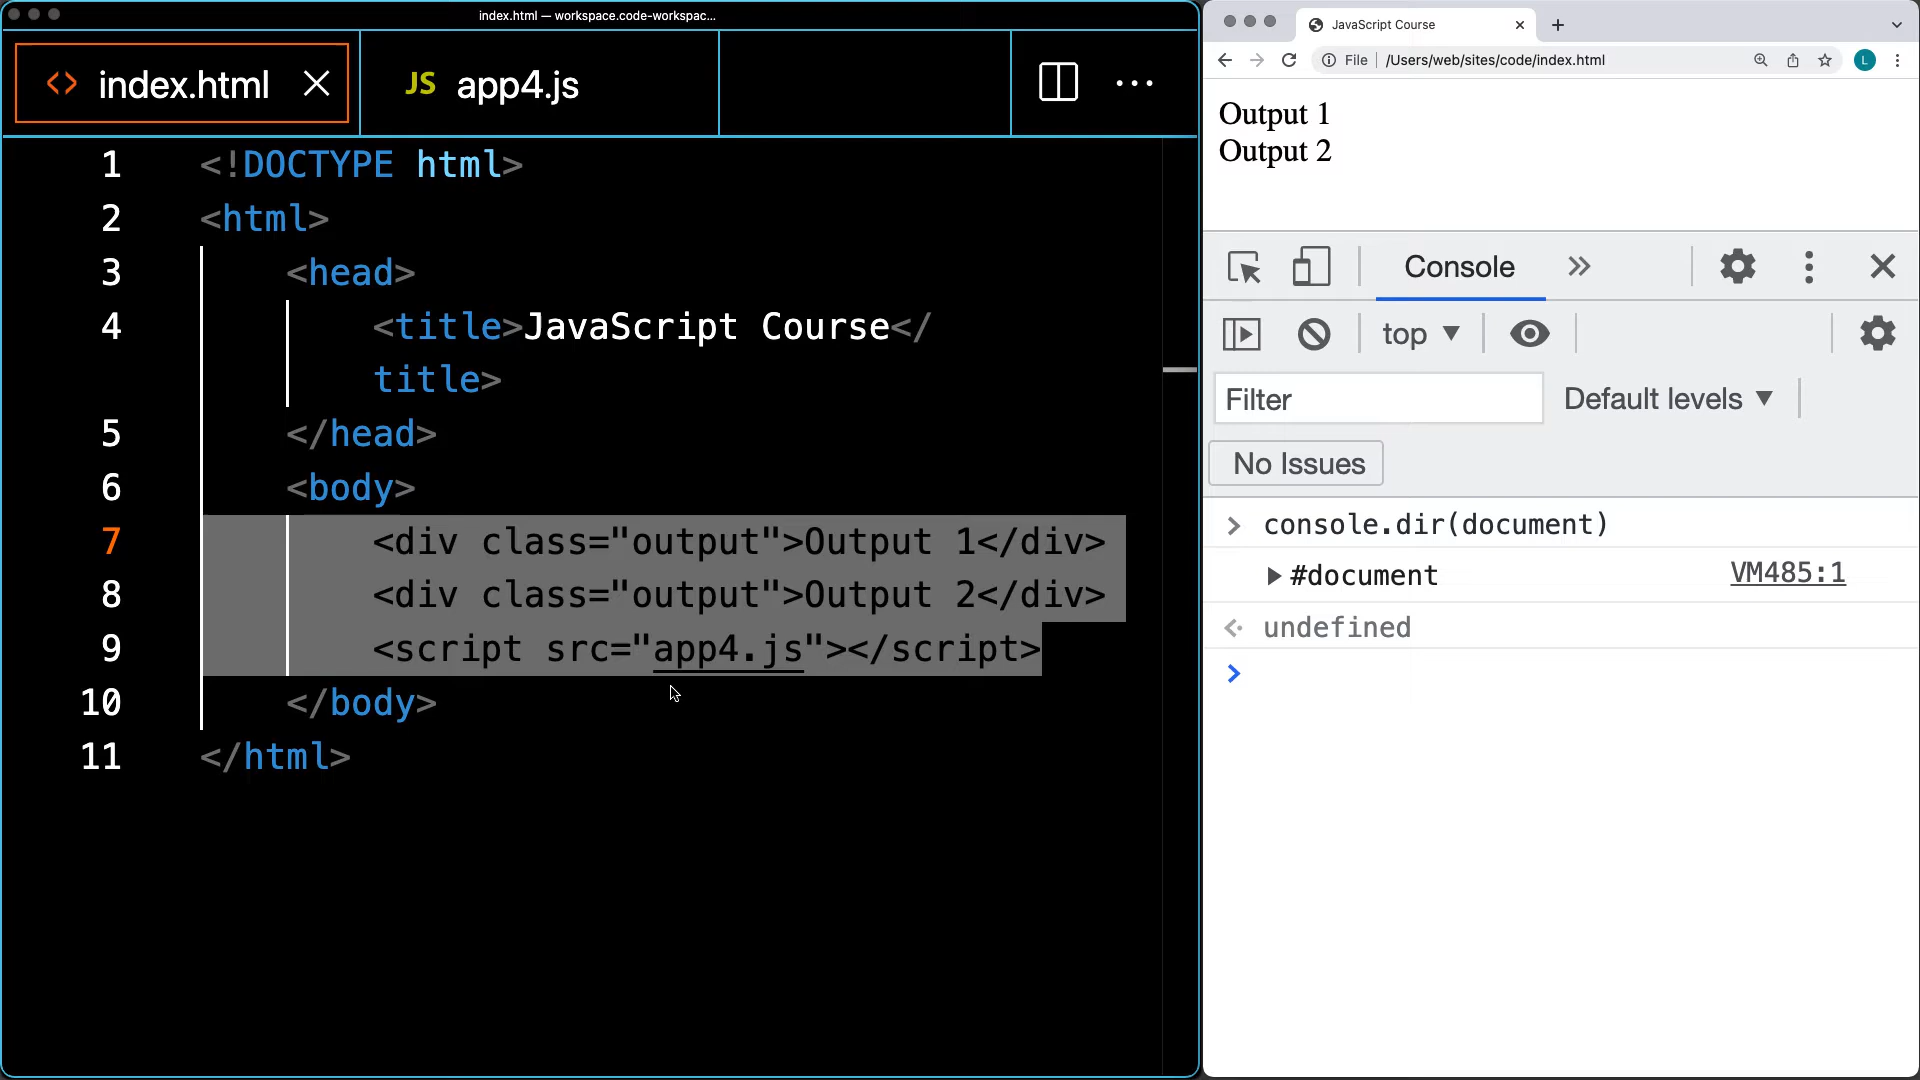 index.html — workspace.code-workspac...
index.html
JS app4.js
1 <!DOCTYPE html>
2 <html>
3 <head>
4 <title>JavaScript Course</
title>
5 </head>
6 <body>
7 <div class="output">Output 1</div>
8 <div class="output">Output 2</div>
9 <script src="app4.js"></script>
10 </body>
11 </html>
JavaScript Course
File /Users/web/sites/code/index.html
L
Output 1
Output 2
Console
top
Filter
Default levels
No Issues
console.dir(document)
#document VM485:1
undefined